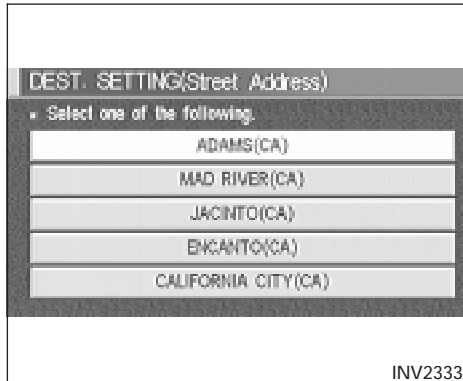 DEST. SETTING(Street Address)
Select one of the following.
ADAMS(CA)
MAD RIVER(CA)
JACINTO(CA)
ENCANTO(CA)
CALIFORNIA CITY(CA)
INV2333